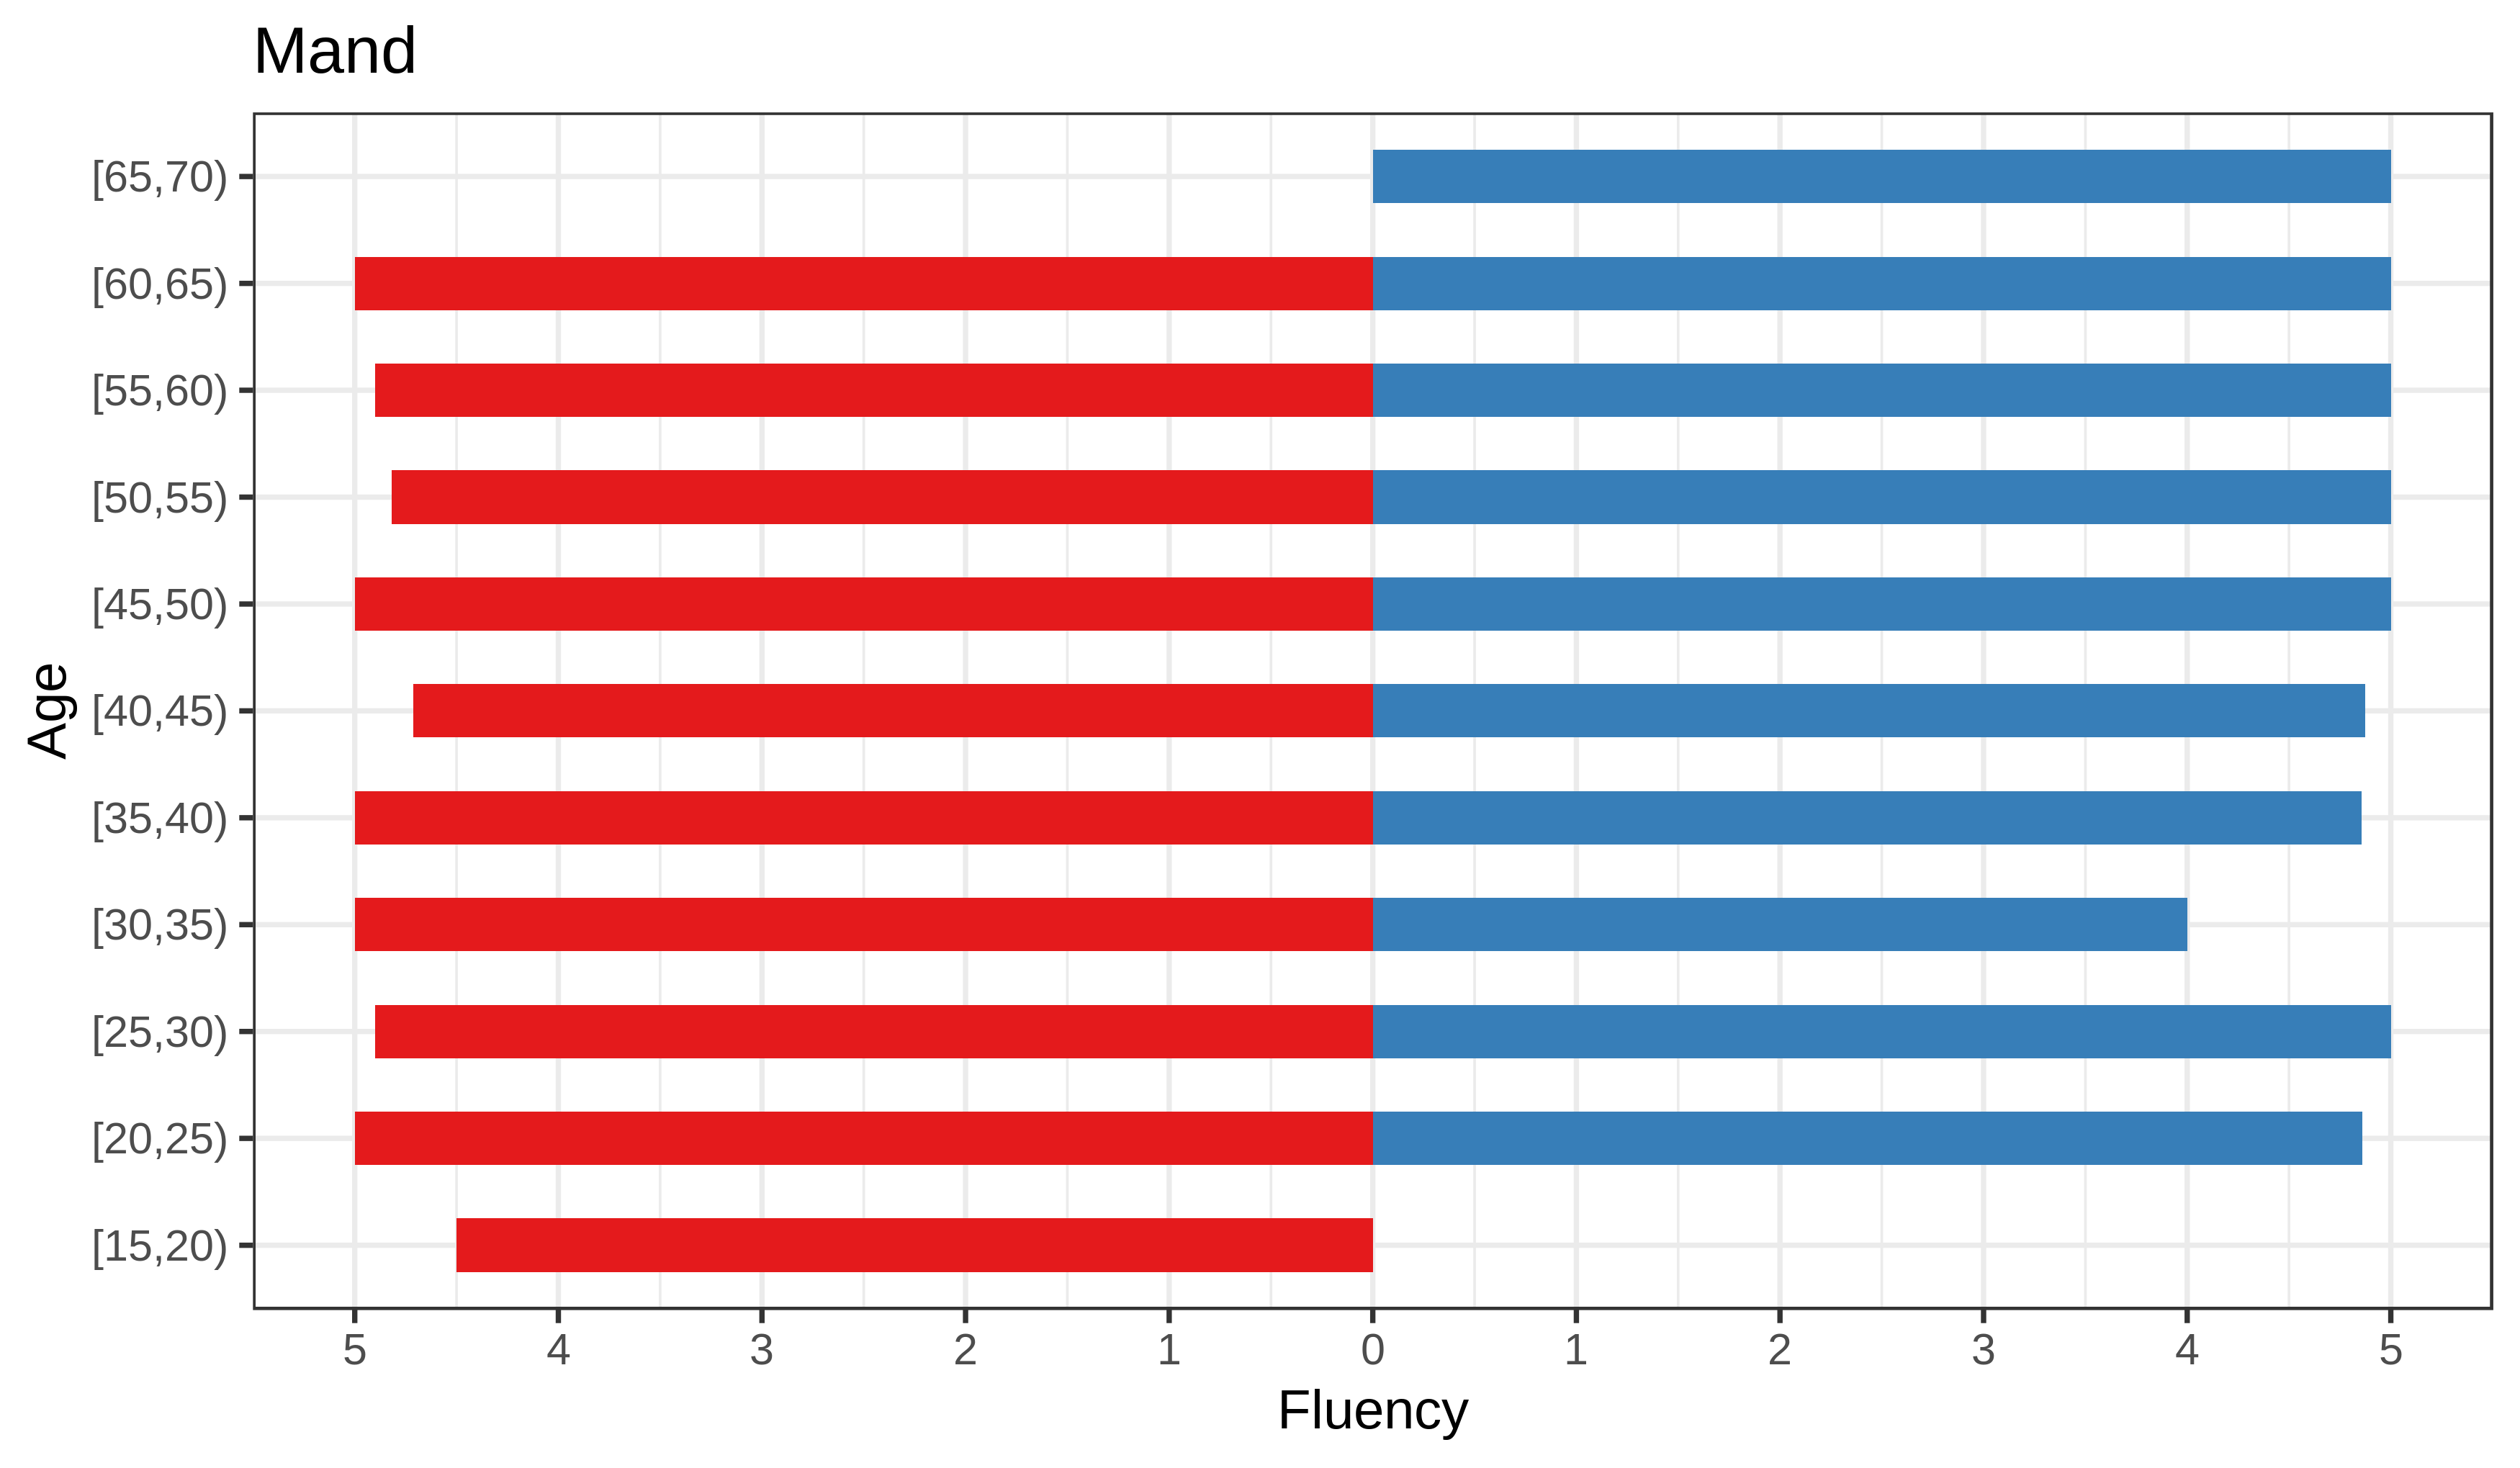 Mand
[65,70)
[60,65)
[55,60)
[50,55)
[45,50)
[40,45)
[35,40)
[30,35)
[25,30)
[20,25)
[15,20)
Age
5 4 3 2 1 0 1 2 3 4 5
Fluency